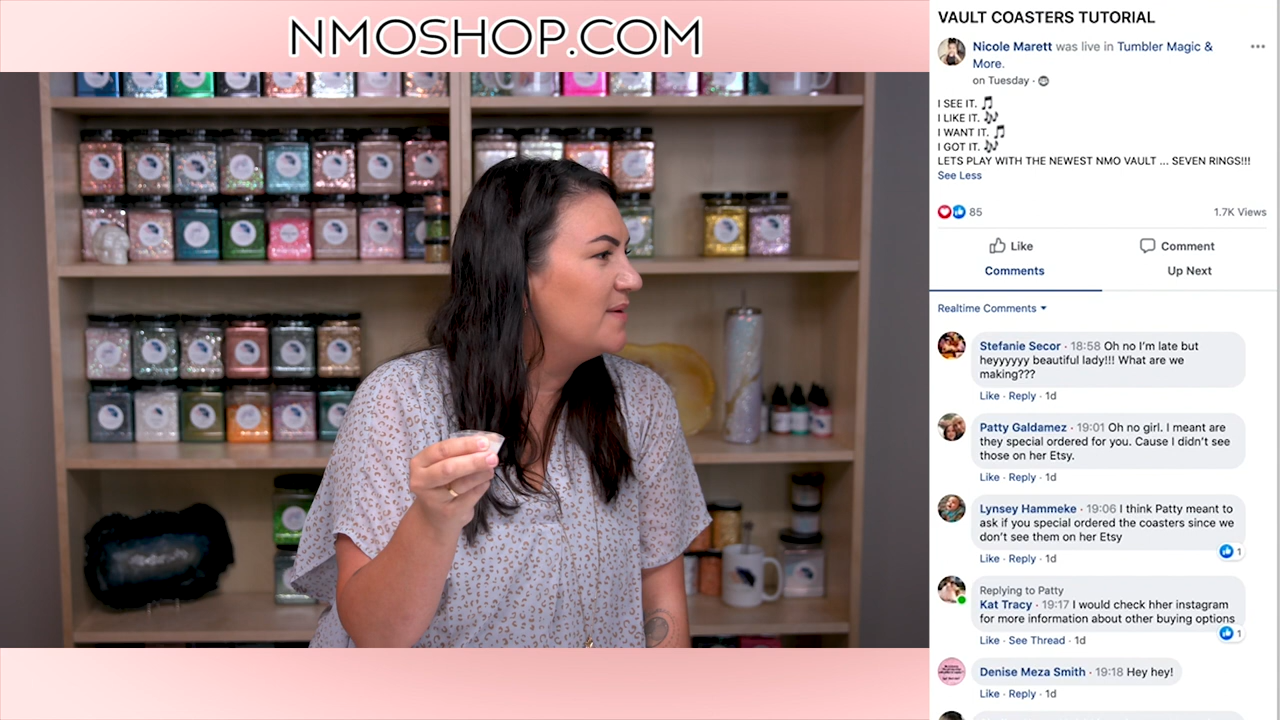 NMOSHOP.COM
VAULT COASTERS TUTORIAL
Nicole Marett was live in Tumbler Magic &
More.
on Tuesday ·
I SEE IT.
I LIKE IT.
I WANT IT.
I GOT IT.
LETS PLAY WITH THE NEWEST NMO VAULT ... SEVEN RINGS!!!
See Less
85
1.7K Views
Like
Comment
Comments
Up Next
Realtime Comments
Stefanie Secor · 18:58 Oh no I'm late but
heyyyyyy beautiful lady!!! What are we
making???
Like · Reply · 1d
Patty Galdamez · 19:01 Oh no girl. I meant are
they special ordered for you. Cause I didn't see
those on her Etsy.
Like · Reply · 1d
Lynsey Hammeke · 19:06 I think Patty meant to
ask if you special ordered the coasters since we
don't see them on her Etsy
1
Like · Reply · 1d
Replying to Patty
Kat Tracy · 19:17 I would check hher instagram
for more information about other buying options
1
Like · See Thread · 1d
Denise Meza Smith · 19:18 Hey hey!
Like · Reply · 1d